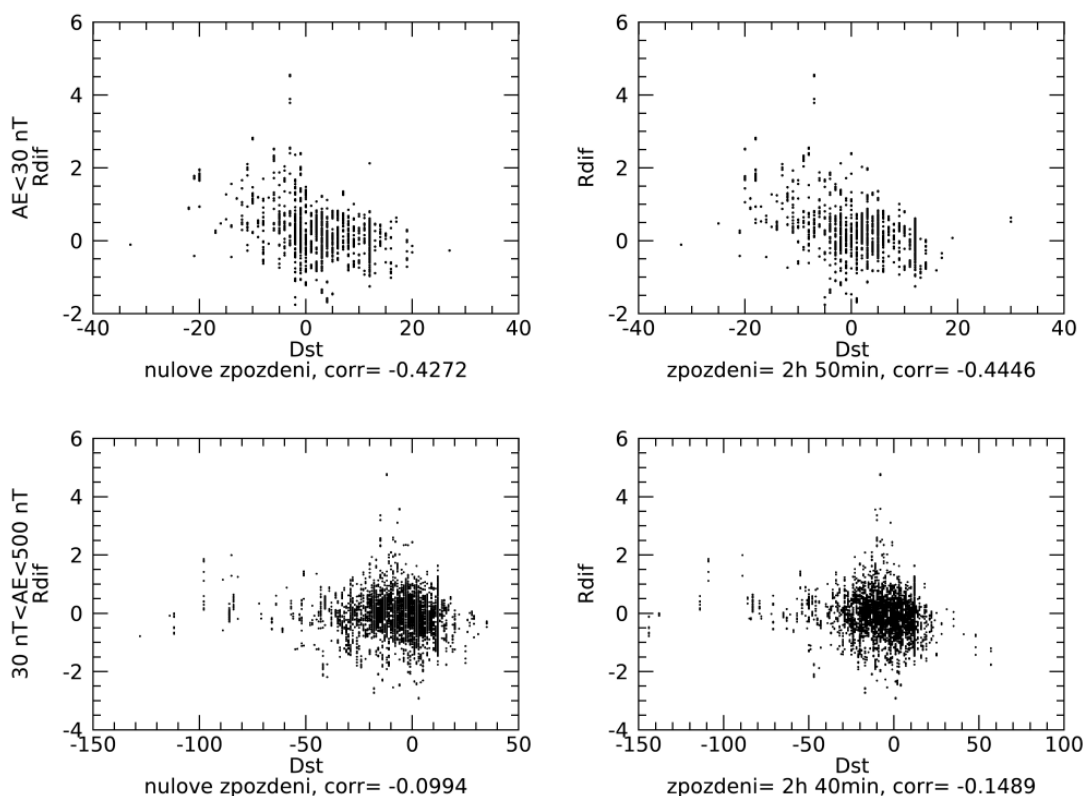 6
4
2
0
-2
AE<30 nT
Rdif
-40 -20 0 20 40
Dst
nulove zpozdeni, corr= -0.4272
6
4
2
0
-2
Rdif
-40 -20 0 20 40
Dst
zpozdeni= 2h 50min, corr= -0.4446
6
4
2
0
-2
-4
30 nT<AE<500 nT
Rdif
-150 -100 -50 0 50
Dst
nulove zpozdeni, corr= -0.0994
6
4
2
0
-2
-4
Rdif
-150 -100 -50 0 50 100
Dst
zpozdeni= 2h 40min, corr= -0.1489